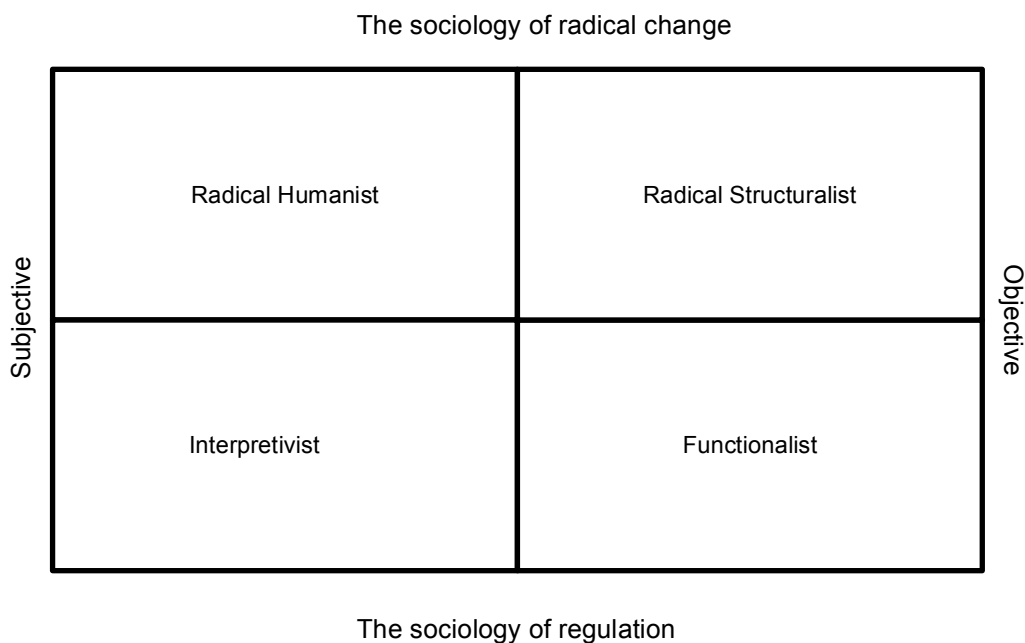 The sociology of radical change
Radical Humanist
Radical Structuralist
Subjective
Objective
Interpretivist
Functionalist
The sociology of regulation